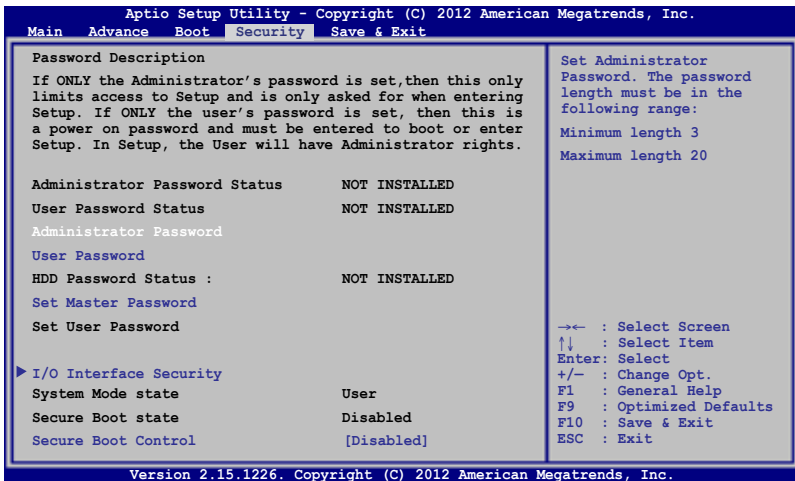 Aptio Setup Utility - Copyright (C) 2012 American Megatrends, Inc.
Main Advance Boot Security Save & Exit
Password Description
If ONLY the Administrator's password is set,then this only
limits access to Setup and is only asked for when entering
Setup. If ONLY the user's password is set, then this is
a power on password and must be entered to boot or enter
Setup. In Setup, the User will have Administrator rights.
Administrator Password Status NOT INSTALLED
User Password Status NOT INSTALLED
Administrator Password
User Password
HDD Password Status : NOT INSTALLED
Set Master Password
Set User Password
I/O Interface Security
System Mode state User
Secure Boot state Disabled
Secure Boot Control [Disabled]
Set Administrator
Password. The password
length must be in the
following range:
Minimum length 3
Maximum length 20
→← : Select Screen
↑↓ : Select Item
Enter: Select
+/— : Change Opt.
F1 : General Help
F9 : Optimized Defaults
F10 : Save & Exit
ESC : Exit
Version 2.15.1226. Copyright (C) 2012 American Megatrends, Inc.